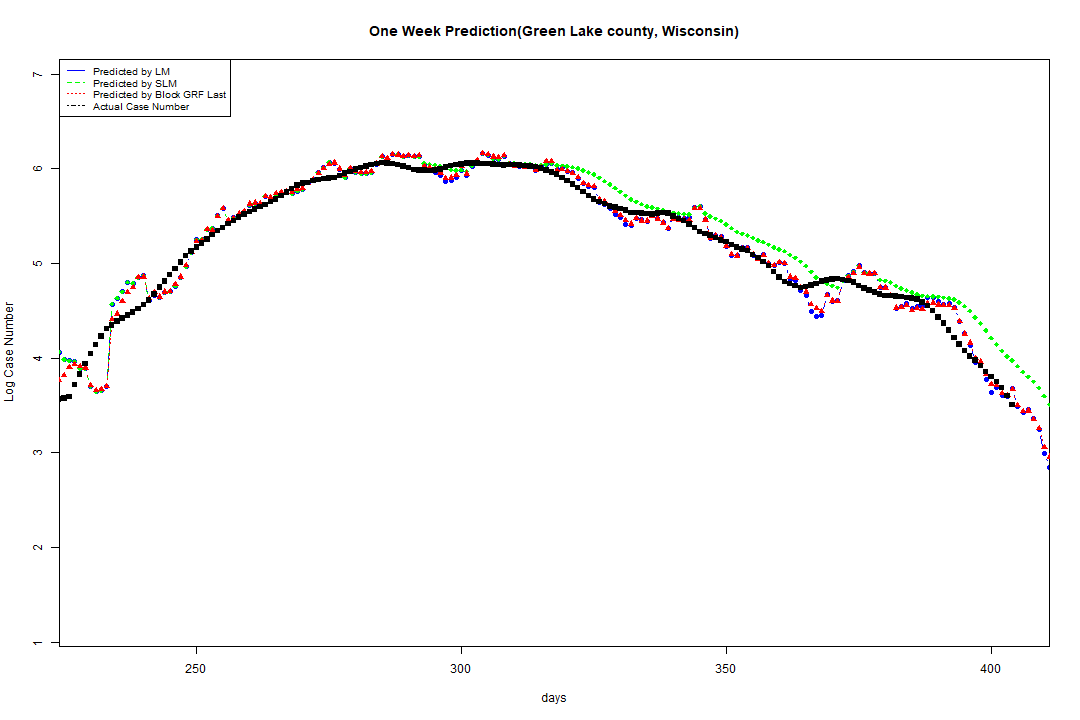 One Week Prediction(Green Lake county, Wisconsin)
Predicted by LM
Predicted by SLM
Predicted by Block GRF Last
Actual Case Number
7
6
5
4
3
2
1
Log Case Number
250 300 350 400
days